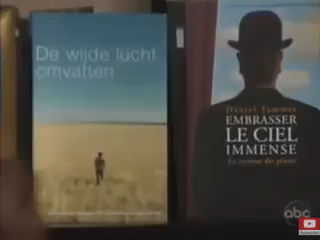 De wijde lucht
omvatten
Daniel Tammet
EMBRASSER
LE CIEL
IMMENSE
Le cerveau des génies
abc